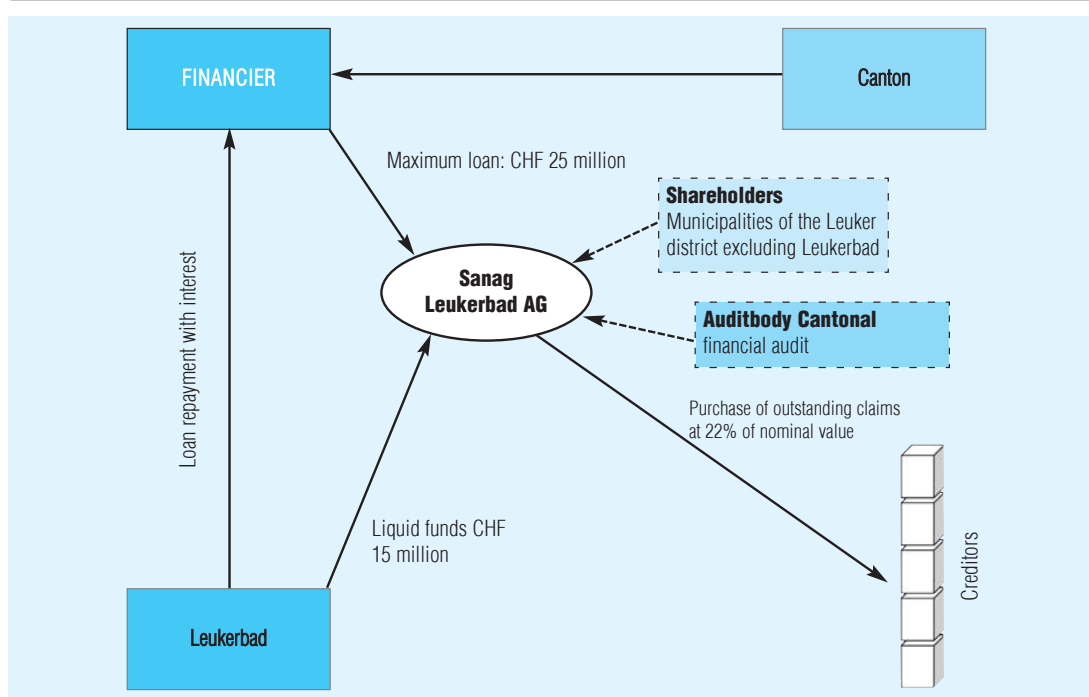 FINANCIER
Canton
Maximum loan: CHF 25 million
Shareholders
Municipalities of the Leuker
district excluding Leukerbad
Sanag
Leukerbad AG
Auditbody Cantonal
financial audit
Loan repayment with interest
Purchase of outstanding claims
at 22% of nominal value
Liquid funds CHF
15 million
Creditors
Leukerbad